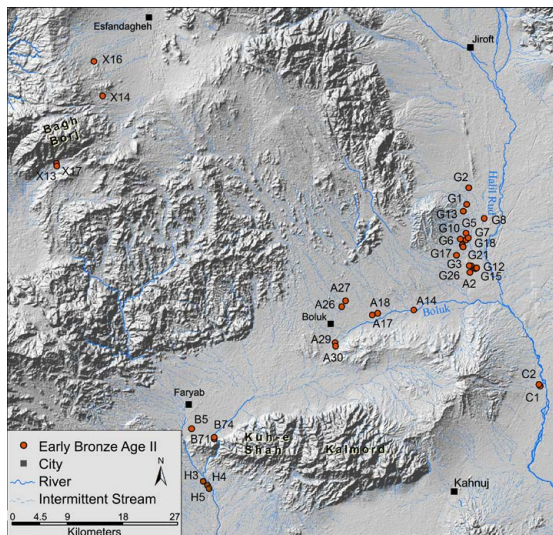 Esfandagheh
Jiroft
X16
X14
Bagh
Borj
X13
X17
G2
G1
G13
G8
G10
G5
G7
G6
G18
G17
G21
G3
G12
G26
G15
A2
Halil Rud
A27
A26
A18
A14
Boluk
A17
Boluk
A29
A30
C2
C1
Faryab
B5
B74
B71
Kuh-e
Shah
Kalmord
H3
H4
H5
Kahnuj
Early Bronze Age II
City
River
Intermittent Stream
N
0 4.5 9 18 27
Kilometers